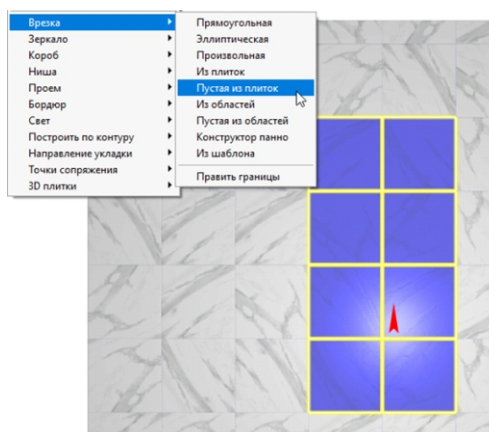 Врезка
Зеркало
Короб
Ниша
Проем
Бордюр
Свет
Построить по контуру
Направление укладки
Точки сопряжения
3D плитки
Прямоугольная
Эллиптическая
Произвольная
Из плиток
Пустая из плиток
Из областей
Пустая из областей
Конструктор панно
Из шаблона
Править границы